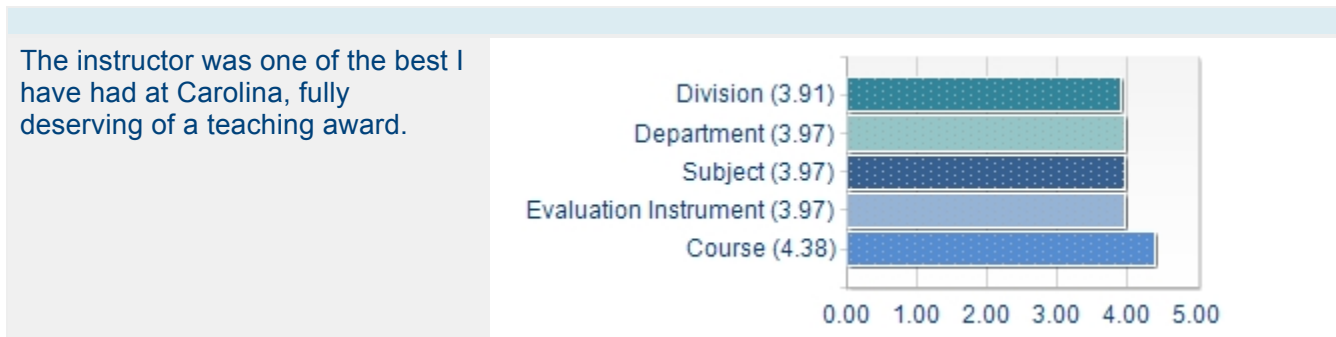 The instructor was one of the best I
have had at Carolina, fully
deserving of a teaching award.
Division (3.91)
Department (3.97)
Subject (3.97)
Evaluation Instrument (3.97)
Course (4.38)
0.00 1.00 2.00 3.00 4.00 5.00